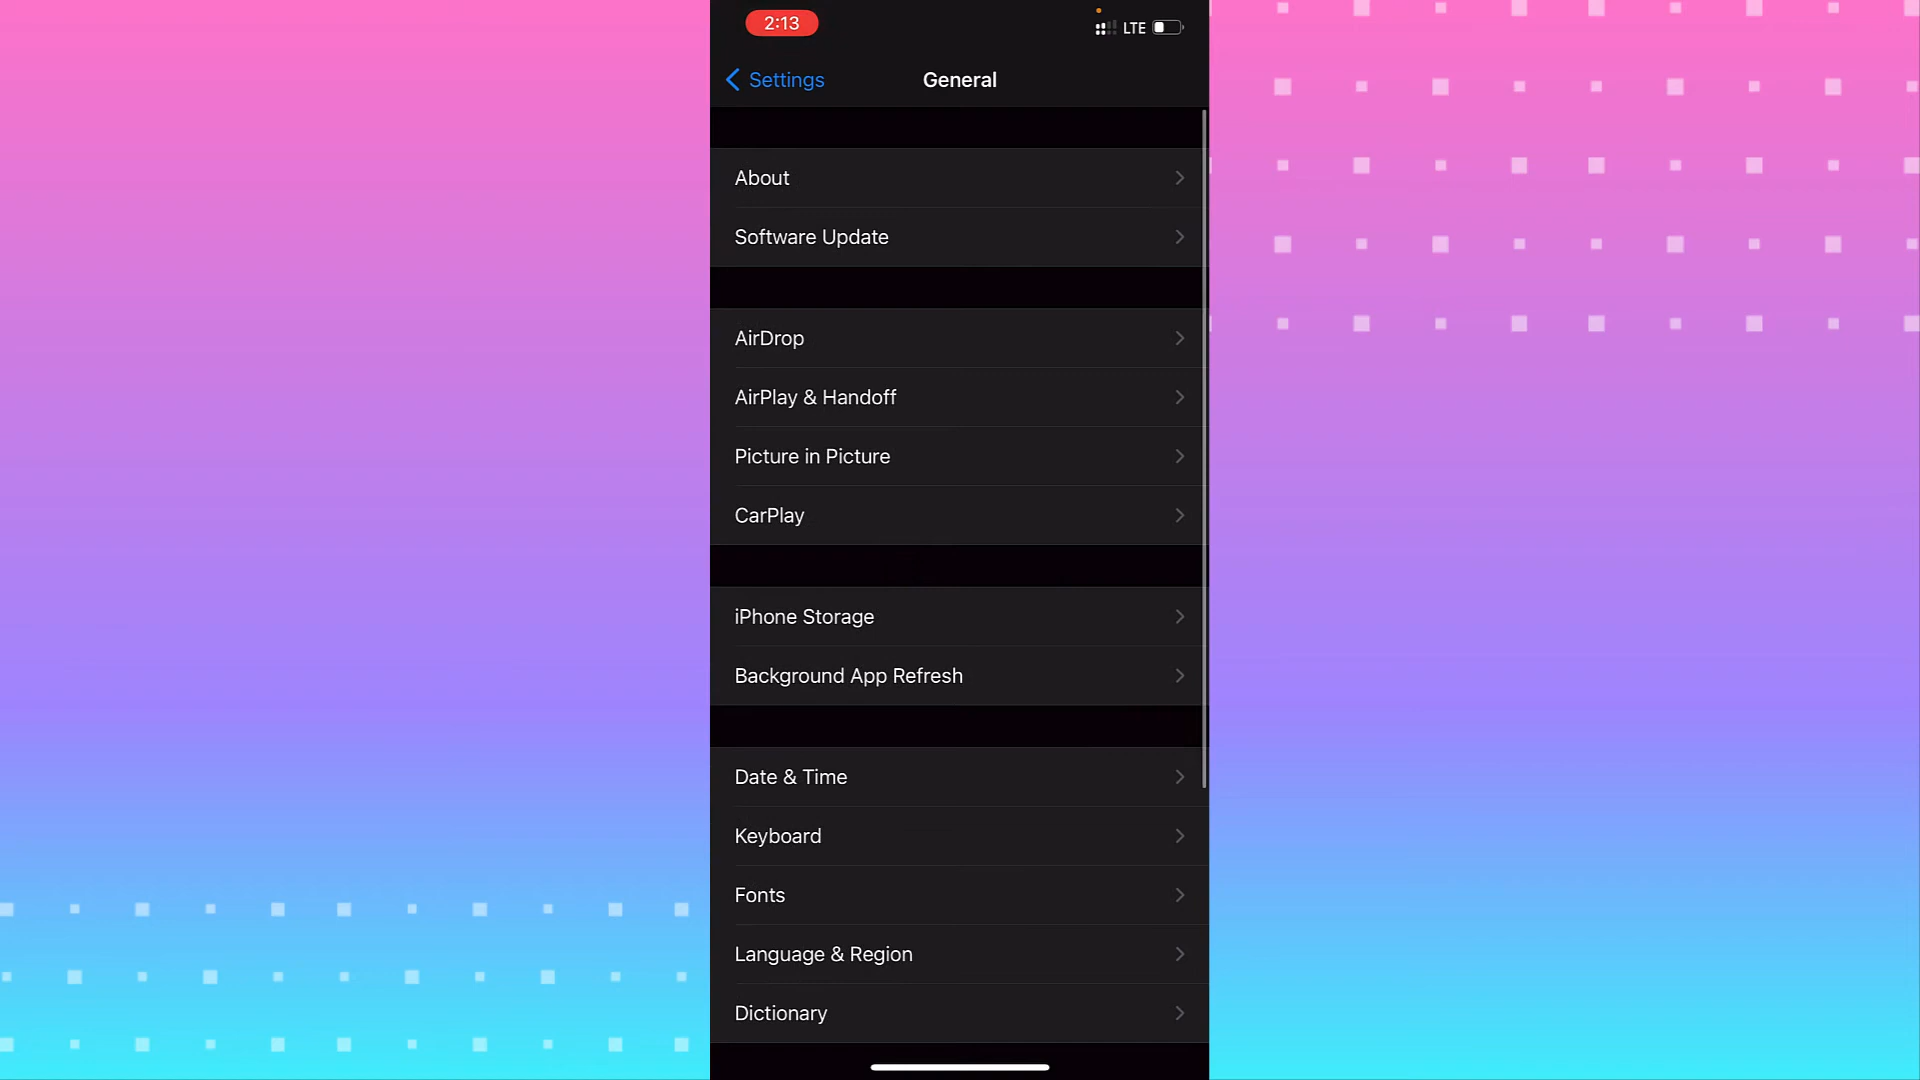 2:13
LTE
Settings
General
About
Software Update
AirDrop
AirPlay & Handoff
Picture in Picture
CarPlay
iPhone Storage
Background App Refresh
Date & Time
Keyboard
Fonts
Language & Region
Dictionary